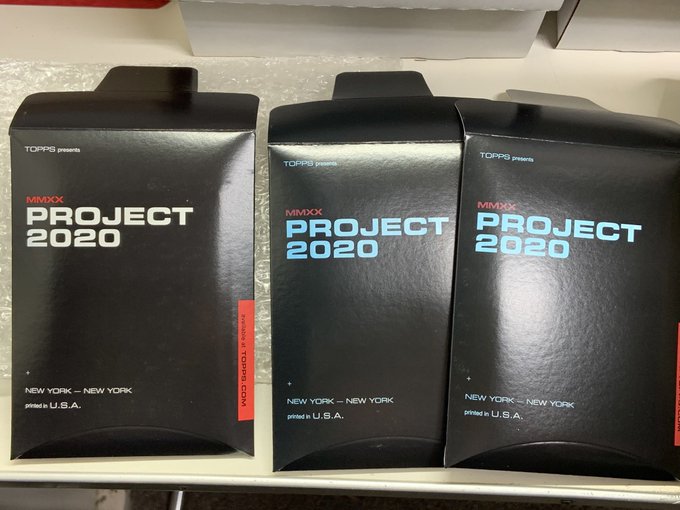 TOPPS presents
MMXX
PROJECT
2020
available at TOPPS.COM
+
NEW YORK — NEW YORK
printed in U.S.A.
TOPPS presents
MMXX
PROJECT
2020
+
NEW YORK — NEW YORK
printed in U.S.A.
TOPPS presents
MMXX
PROJECT
2020
+
NEW YORK — NEW YORK
printed in U.S.A.